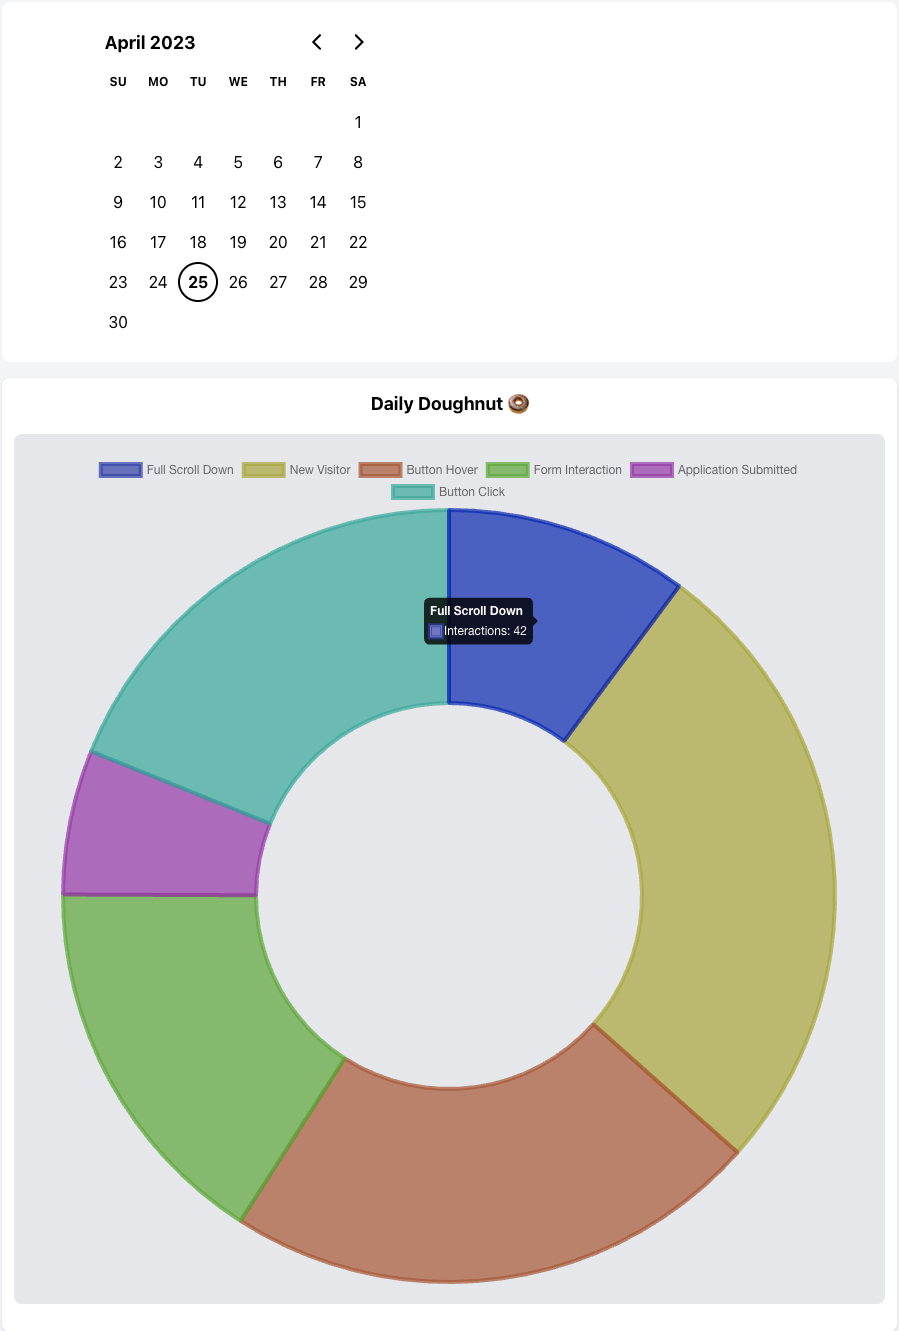 April 2023
SU MO TU WE TH FR SA
1
2 3 4 5 6 7 8
9 10 11 12 13 14 15
16 17 18 19 20 21 22
23 24 25 26 27 28 29
30
Daily Doughnut 🍩
Full Scroll Down New Visitor Button Hover Form Interaction Application Submitted
Button Click
Full Scroll Down
Interactions: 42